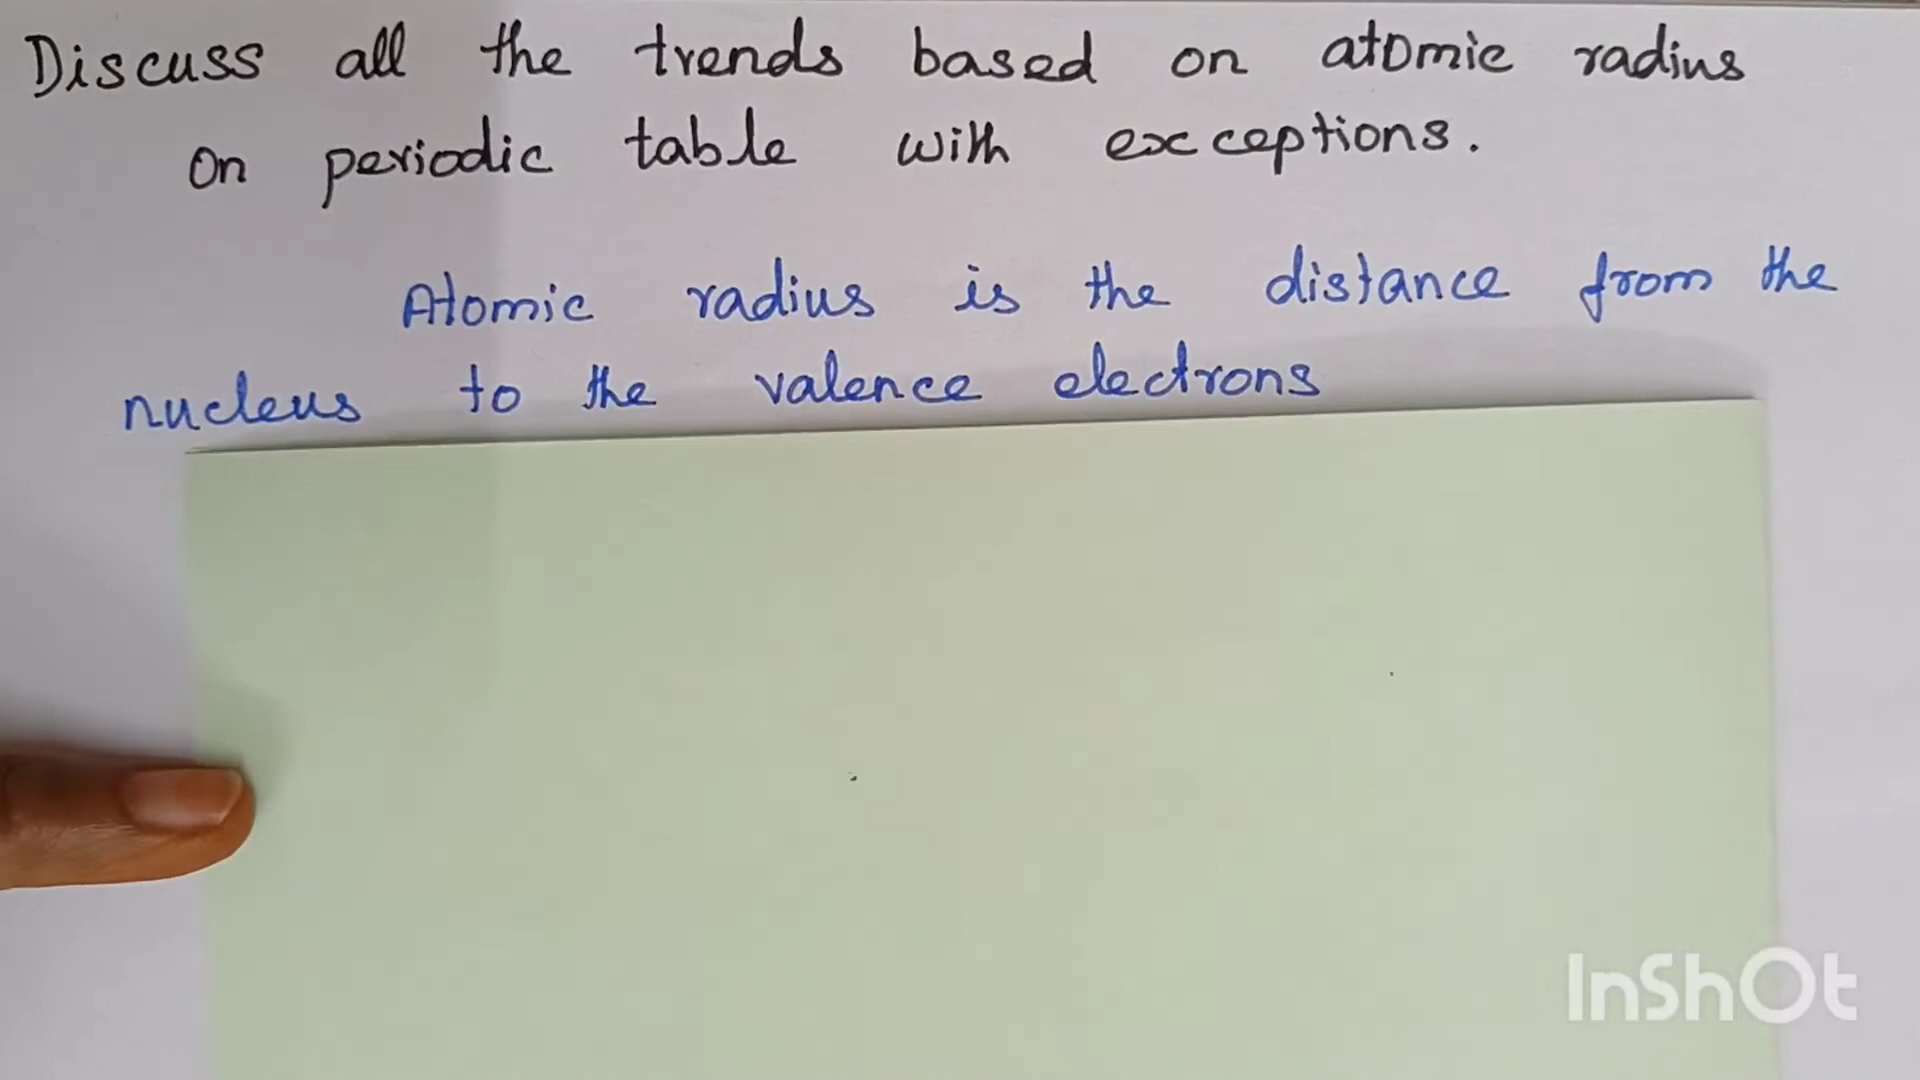 Discuss all the trends based on atomic radius
on periodic table with exceptions.
Atomic radius is the distance from the
nucleus to the valence electrons
InShOt